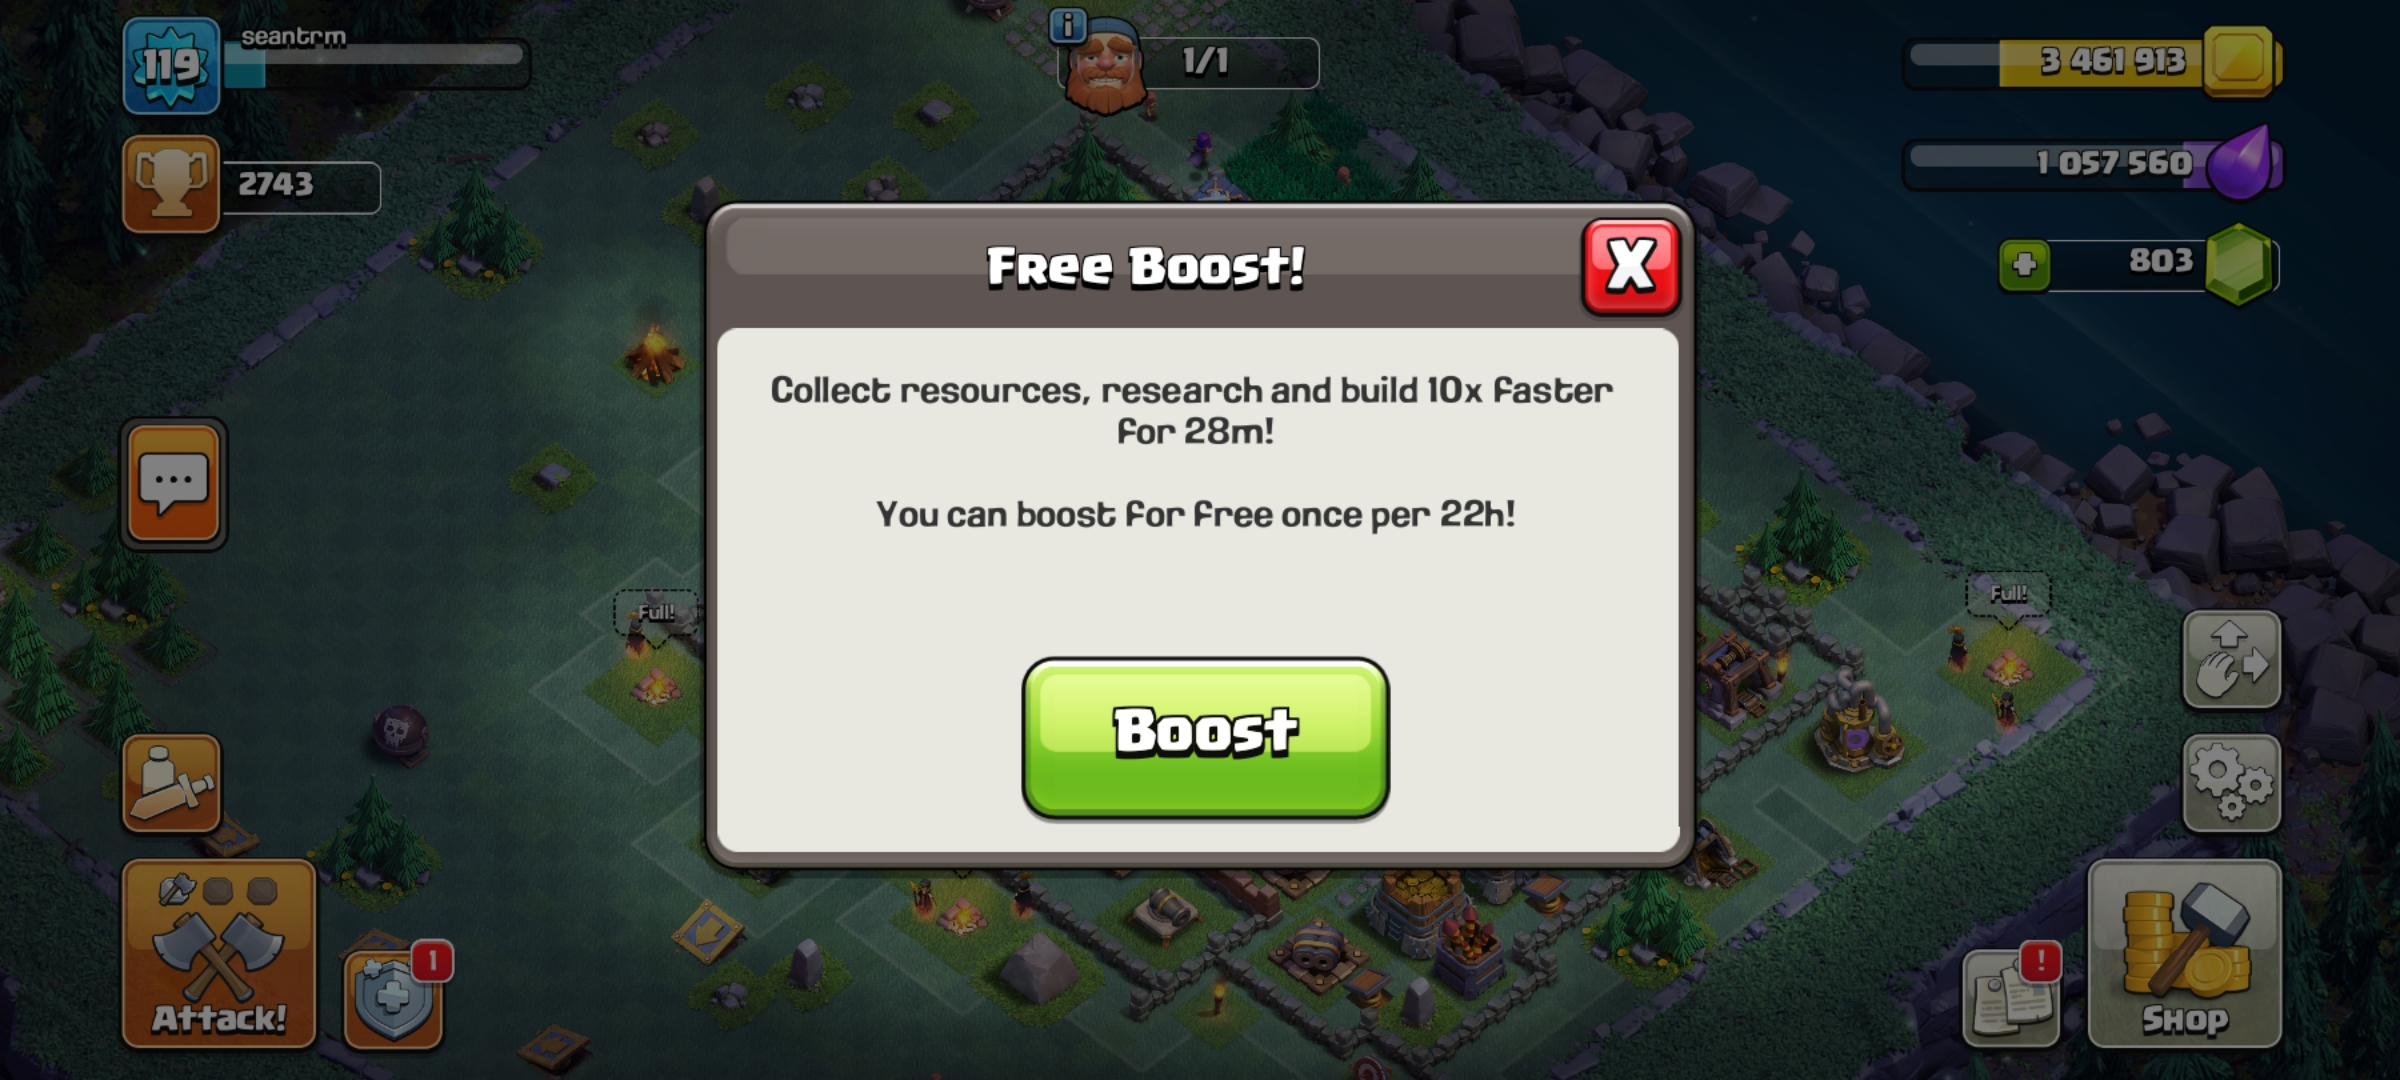 119
seantrm
i
1/1
3 461 913
2743
1 057 560
803
Free Boost!
X
Collect resources, research and build 10x faster
for 28m!
You can boost for free once per 22h!
Full!
Full!
Boost
1
Attack!
!
Shop